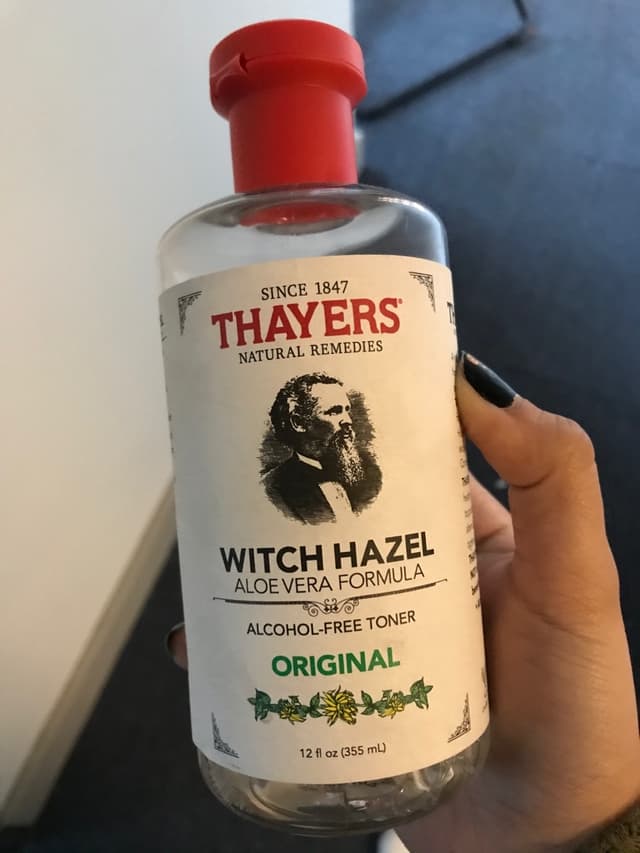 SINCE 1847
THAYERS®
NATURAL REMEDIES
WITCH HAZEL
ALOE VERA FORMULA
ALCOHOL-FREE TONER
ORIGINAL
12 fl oz (355 mL)